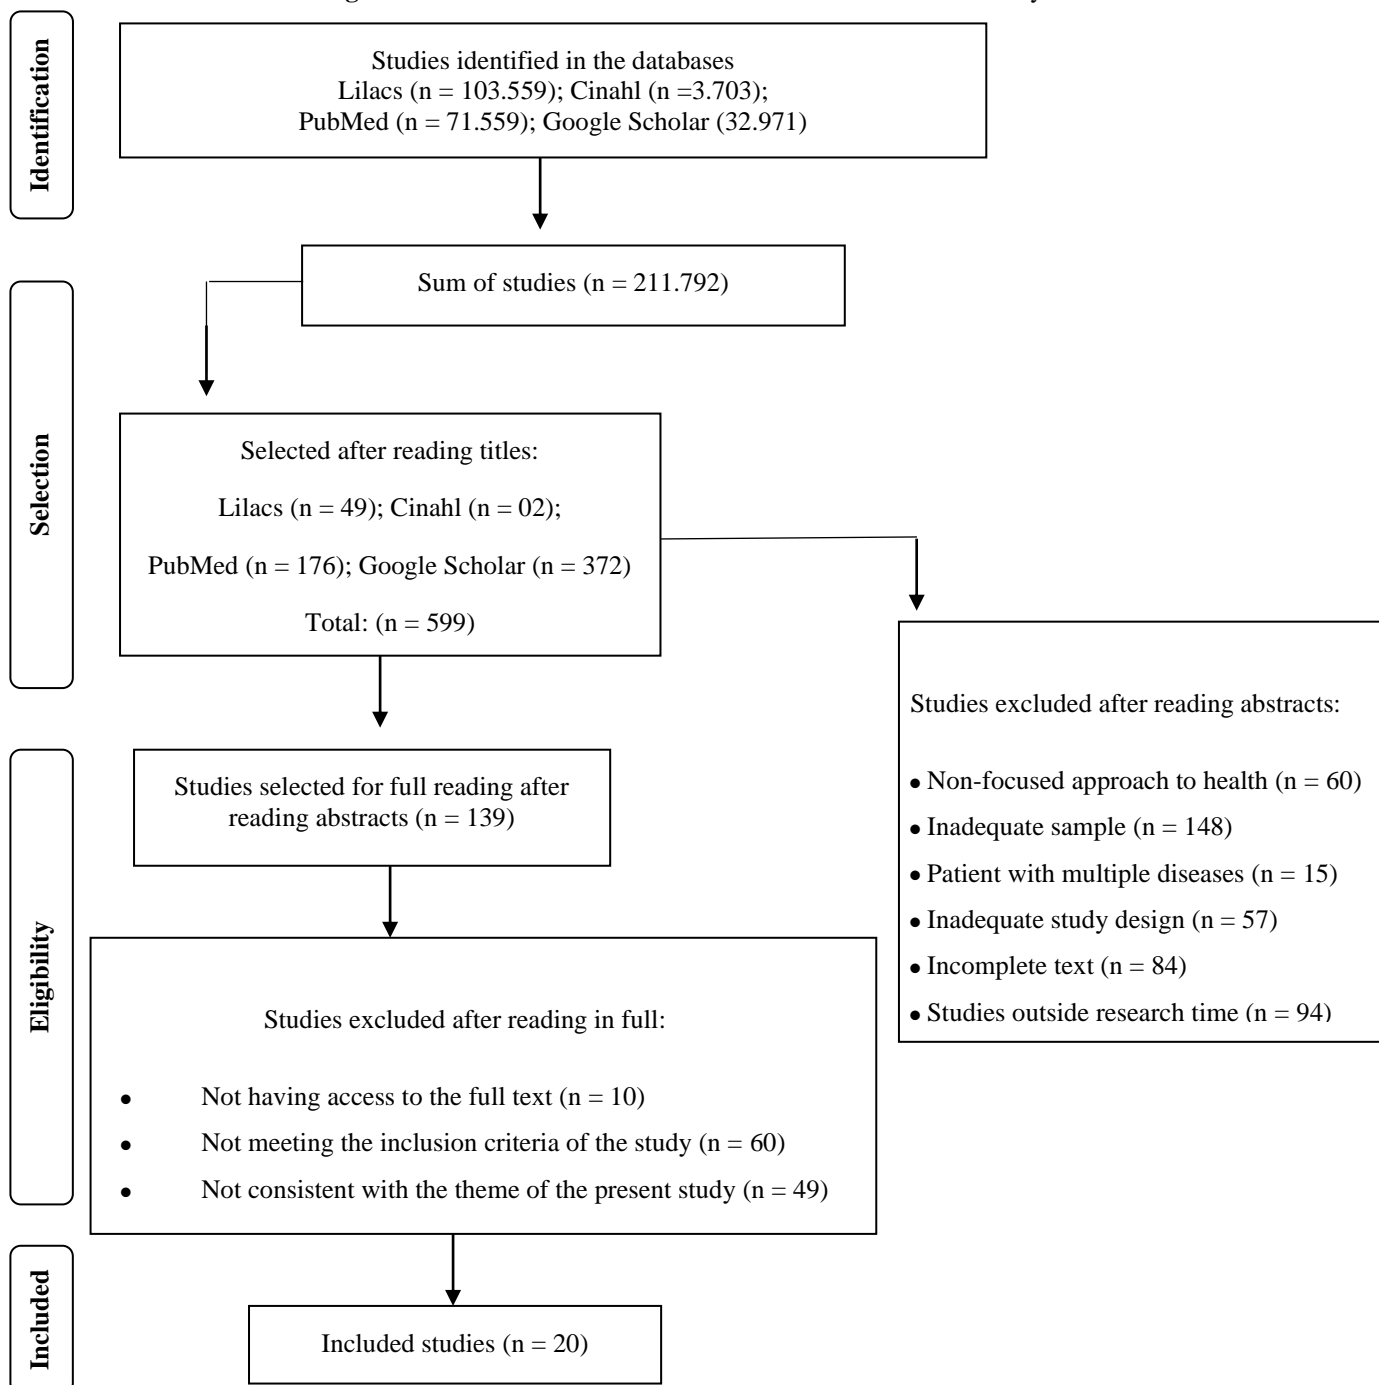 Identification
Studies identified in the databases
Lilacs (n = 103.559); Cinahl (n =3.703);
PubMed (n = 71.559); Google Scholar (32.971)
Sum of studies (n = 211.792)
Selection
Selected after reading titles:
Lilacs (n = 49); Cinahl (n = 02);
PubMed (n = 176); Google Scholar (n = 372)
Total: (n = 599)
Studies excluded after reading abstracts:
• Non-focused approach to health (n = 60)
• Inadequate sample (n = 148)
• Patient with multiple diseases (n = 15)
• Inadequate study design (n = 57)
• Incomplete text (n = 84)
• Studies outside research time (n = 94)
Eligibility
Studies selected for full reading after
reading abstracts (n = 139)
Studies excluded after reading in full:
• Not having access to the full text (n = 10)
• Not meeting the inclusion criteria of the study (n = 60)
• Not consistent with the theme of the present study (n = 49)
Included
Included studies (n = 20)